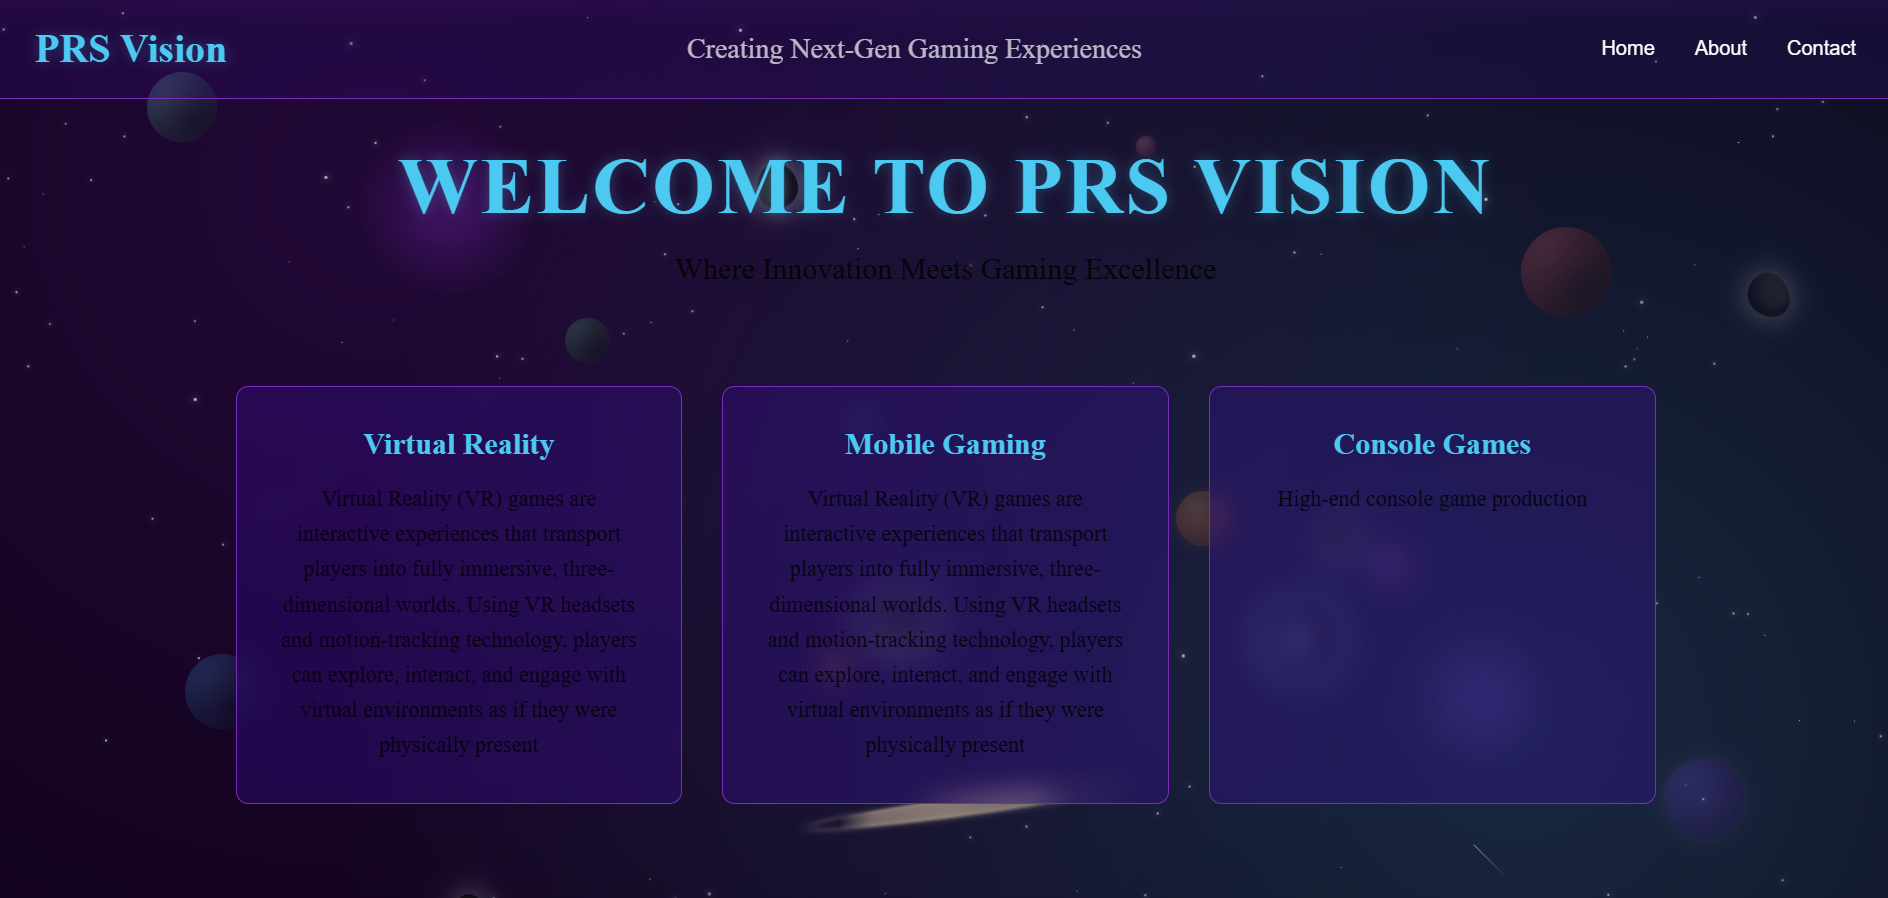 PRS Vision
Creating Next-Gen Gaming Experiences
Home
About
Contact
WELCOME TO PRS VISION
Where Innovation Meets Gaming Excellence
Virtual Reality
Virtual Reality (VR) games are
interactive experiences that transport
players into fully immersive, three-
dimensional worlds. Using VR headsets
and motion-tracking technology, players
can explore, interact, and engage with
virtual environments as if they were
physically present
Mobile Gaming
Virtual Reality (VR) games are
interactive experiences that transport
players into fully immersive, three-
dimensional worlds. Using VR headsets
and motion-tracking technology, players
can explore, interact, and engage with
virtual environments as if they were
physically present
Console Games
High-end console game production